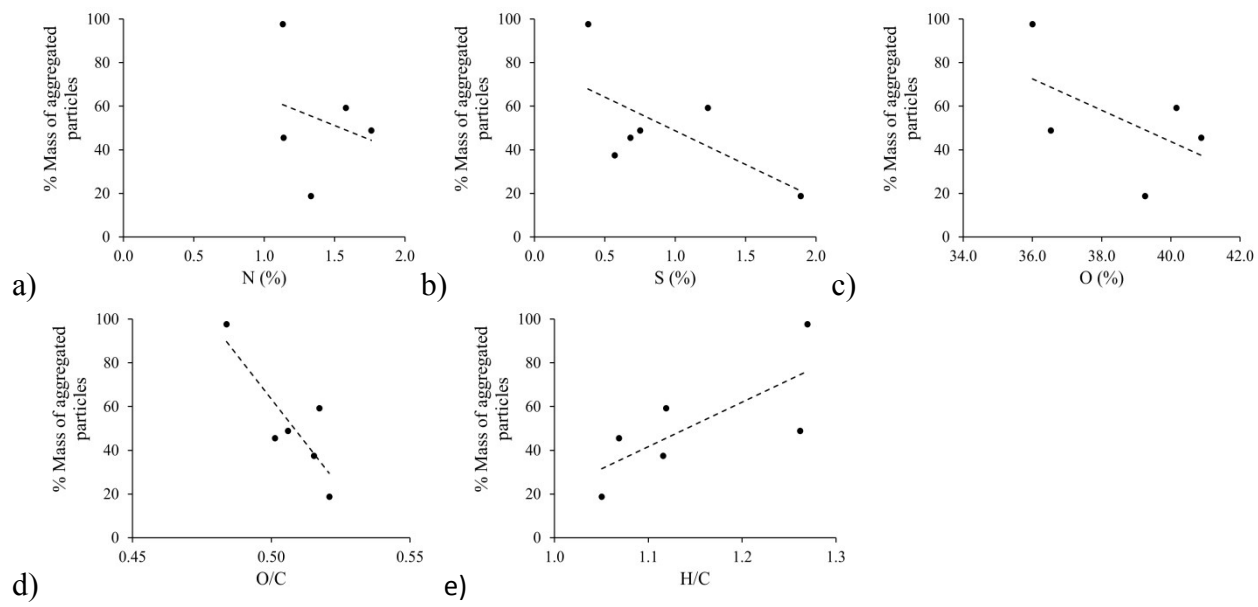 % Mass of aggregated
particles
100
80
60
40
20
0
0.0 0.5 1.0 1.5 2.0
N (%)
a)
% Mass of aggregated
particles
100
80
60
40
20
0
0.0 0.5 1.0 1.5 2.0
S (%)
b)
% Mass of aggregated
particles
100
80
60
40
20
0
34.0 36.0 38.0 40.0 42.0
O (%)
c)
% Mass of aggregated
particles
100
80
60
40
20
0
0.45 0.50 0.55
O/C
d)
% Mass of aggregated
particles
100
80
60
40
20
0
1.0 1.1 1.2 1.3
H/C
e)